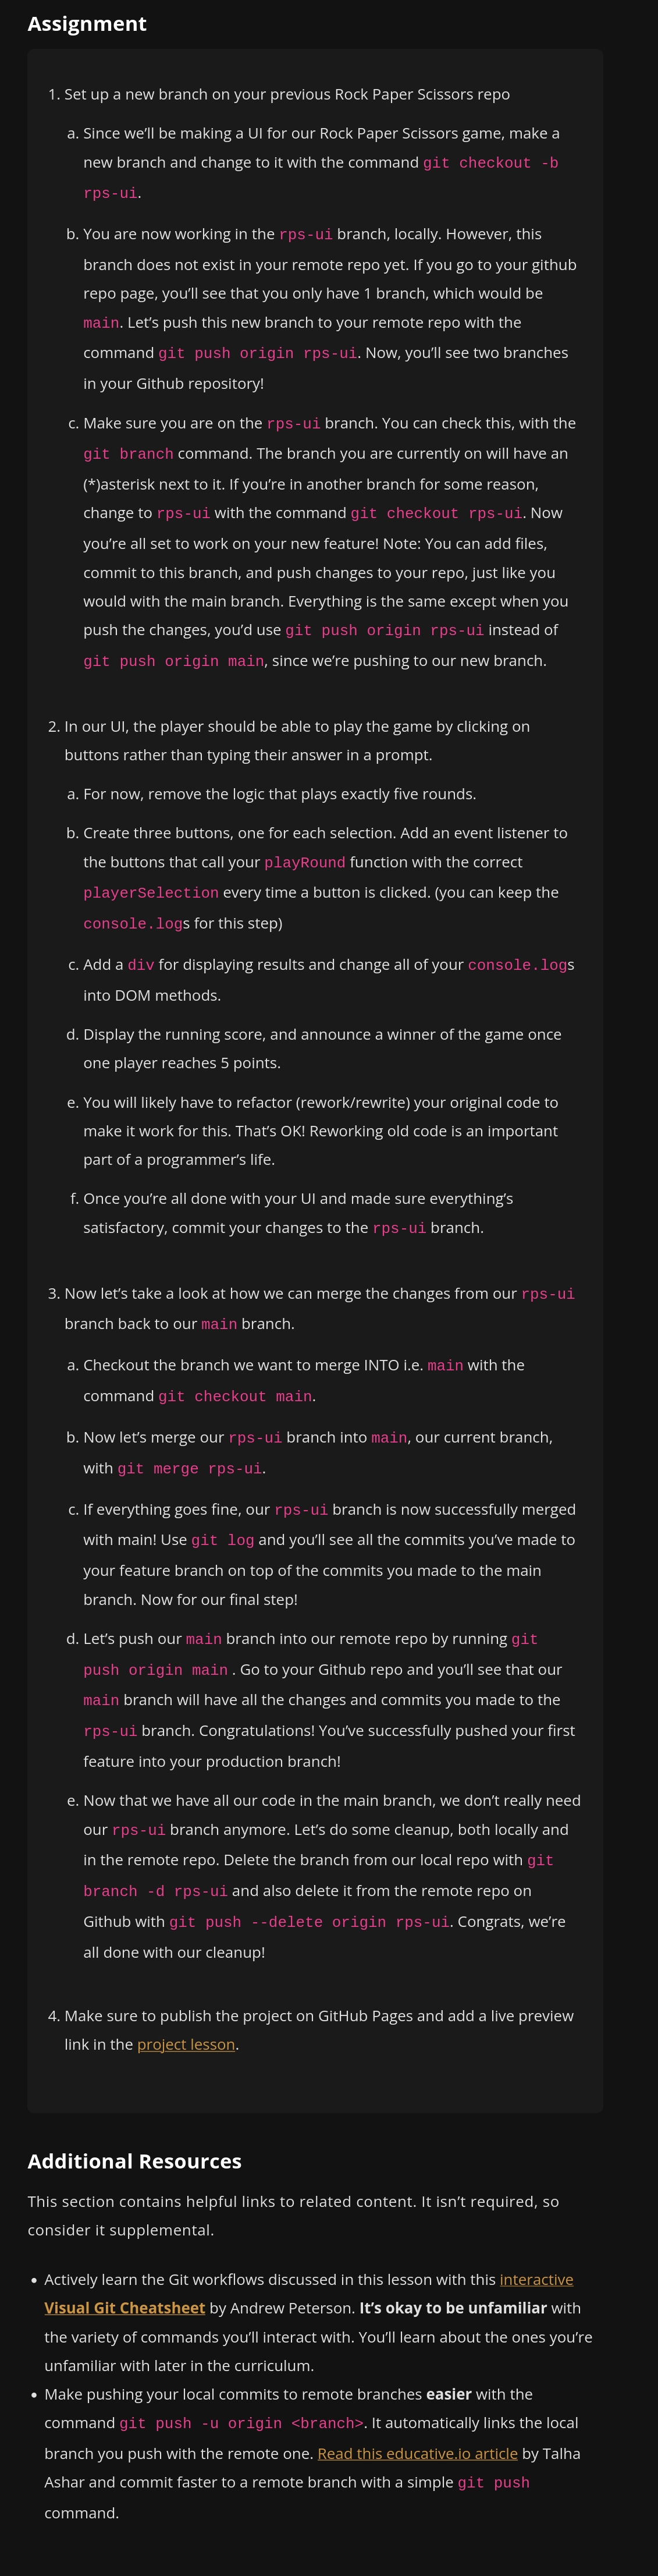 Assignment
1. Set up a new branch on your previous Rock Paper Scissors repo
a. Since we’ll be making a UI for our Rock Paper Scissors game, make a
new branch and change to it with the command git checkout -b
rps-ui.
b. You are now working in the rps-ui branch, locally. However, this
branch does not exist in your remote repo yet. If you go to your github
repo page, you’ll see that you only have 1 branch, which would be
main. Let’s push this new branch to your remote repo with the
command git push origin rps-ui. Now, you’ll see two branches
in your Github repository!
c. Make sure you are on the rps-ui branch. You can check this, with the
git branch command. The branch you are currently on will have an
(*)asterisk next to it. If you’re in another branch for some reason,
change to rps-ui with the command git checkout rps-ui. Now
you’re all set to work on your new feature! Note: You can add files,
commit to this branch, and push changes to your repo, just like you
would with the main branch. Everything is the same except when you
push the changes, you’d use git push origin rps-ui instead of
git push origin main, since we’re pushing to our new branch.
2. In our UI, the player should be able to play the game by clicking on
buttons rather than typing their answer in a prompt.
a. For now, remove the logic that plays exactly five rounds.
b. Create three buttons, one for each selection. Add an event listener to
the buttons that call your playRound function with the correct
playerSelection every time a button is clicked. (you can keep the
console.logs for this step)
c. Add a div for displaying results and change all of your console.logs
into DOM methods.
d. Display the running score, and announce a winner of the game once
one player reaches 5 points.
e. You will likely have to refactor (rework/rewrite) your original code to
make it work for this. That’s OK! Reworking old code is an important
part of a programmer’s life.
f. Once you’re all done with your UI and made sure everything’s
satisfactory, commit your changes to the rps-ui branch.
3. Now let’s take a look at how we can merge the changes from our rps-ui
branch back to our main branch.
a. Checkout the branch we want to merge INTO i.e. main with the
command git checkout main.
b. Now let’s merge our rps-ui branch into main, our current branch,
with git merge rps-ui.
c. If everything goes fine, our rps-ui branch is now successfully merged
with main! Use git log and you’ll see all the commits you’ve made to
your feature branch on top of the commits you made to the main
branch. Now for our final step!
d. Let’s push our main branch into our remote repo by running git
push origin main . Go to your Github repo and you’ll see that our
main branch will have all the changes and commits you made to the
rps-ui branch. Congratulations! You’ve successfully pushed your first
feature into your production branch!
e. Now that we have all our code in the main branch, we don’t really need
our rps-ui branch anymore. Let’s do some cleanup, both locally and
in the remote repo. Delete the branch from our local repo with git
branch -d rps-ui and also delete it from the remote repo on
Github with git push --delete origin rps-ui. Congrats, we’re
all done with our cleanup!
4. Make sure to publish the project on GitHub Pages and add a live preview
link in the project lesson.
Additional Resources
This section contains helpful links to related content. It isn’t required, so
consider it supplemental.
• Actively learn the Git workflows discussed in this lesson with this interactive
Visual Git Cheatsheet by Andrew Peterson. It’s okay to be unfamiliar with
the variety of commands you’ll interact with. You’ll learn about the ones you’re
unfamiliar with later in the curriculum.
• Make pushing your local commits to remote branches easier with the
command git push -u origin <branch>. It automatically links the local
branch you push with the remote one. Read this educative.io article by Talha
Ashar and commit faster to a remote branch with a simple git push
command.